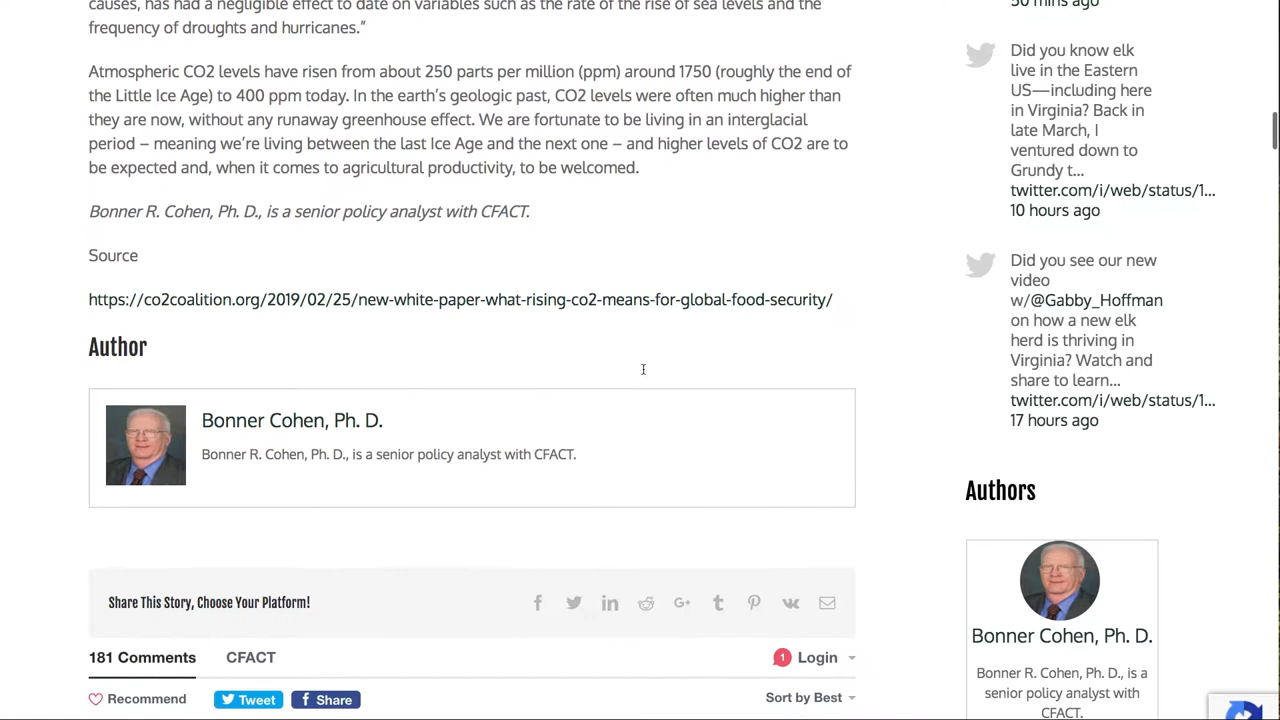 causes, has had a negligible effect to date on variables such as the rate of the rise of sea levels and the
frequency of droughts and hurricanes.”
Atmospheric CO2 levels have risen from about 250 parts per million (ppm) around 1750 (roughly the end of
the Little Ice Age) to 400 ppm today. In the earth’s geologic past, CO2 levels were often much higher than
they are now, without any runaway greenhouse effect. We are fortunate to be living in an interglacial
period – meaning we’re living between the last Ice Age and the next one – and higher levels of CO2 are to
be expected and, when it comes to agricultural productivity, to be welcomed.
Bonner R. Cohen, Ph. D., is a senior policy analyst with CFACT.
Source
https://co2coalition.org/2019/02/25/new-white-paper-what-rising-co2-means-for-global-food-security/
Author
Bonner Cohen, Ph. D.
Bonner R. Cohen, Ph. D., is a senior policy analyst with CFACT.
Share This Story, Choose Your Platform!
181 Comments
CFACT
1
Login
Recommend
Tweet
Share
Sort by Best
50 mins ago
Did you know elk
live in the Eastern
US—including here
in Virginia? Back in
late March, I
ventured down to
Grundy t...
twitter.com/i/web/status/1...
10 hours ago
Did you see our new
video
w/@Gabby_Hoffman
on how a new elk
herd is thriving in
Virginia? Watch and
share to learn...
twitter.com/i/web/status/1...
17 hours ago
Authors
Bonner Cohen, Ph. D.
Bonner R. Cohen, Ph. D., is a
senior policy analyst with
CFACT.